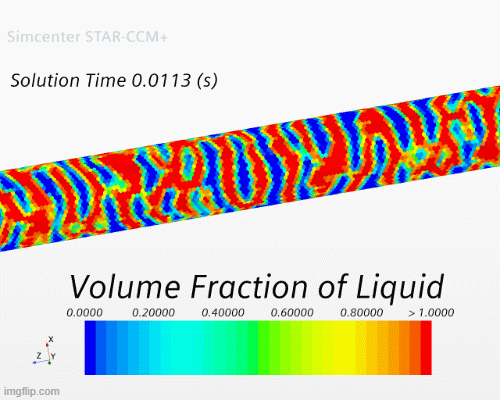 Simcenter STAR-CCM+
Solution Time 0.0113 (s)
Volume Fraction of Liquid
0.0000 0.20000 0.40000 0.60000 0.80000 > 1.0000
X
Z Y
imgflip.com